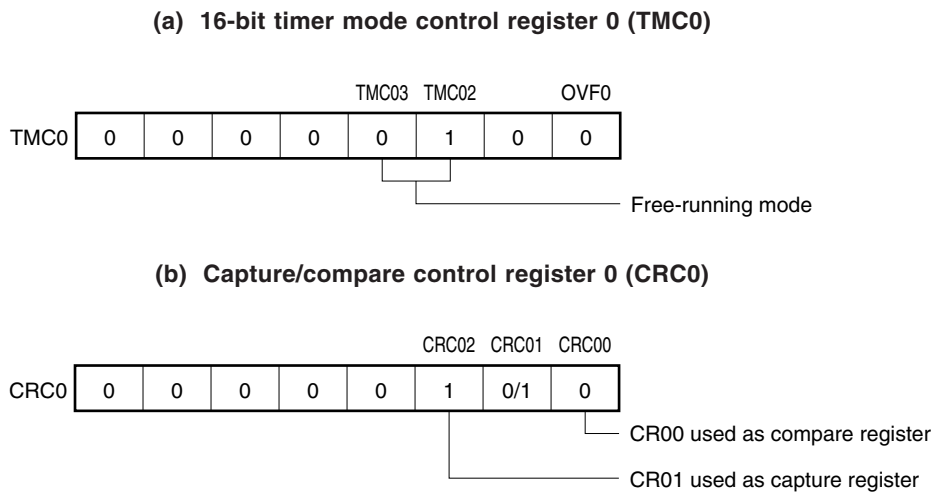 (a) 16-bit timer mode control register 0 (TMC0)
TMC03 TMC02 OVF0
TMC0 0 0 0 0 0 1 0 0
Free-running mode
(b) Capture/compare control register 0 (CRC0)
CRC02 CRC01 CRC00
CRC0 0 0 0 0 0 1 0/1 0
CR00 used as compare register
CR01 used as capture register